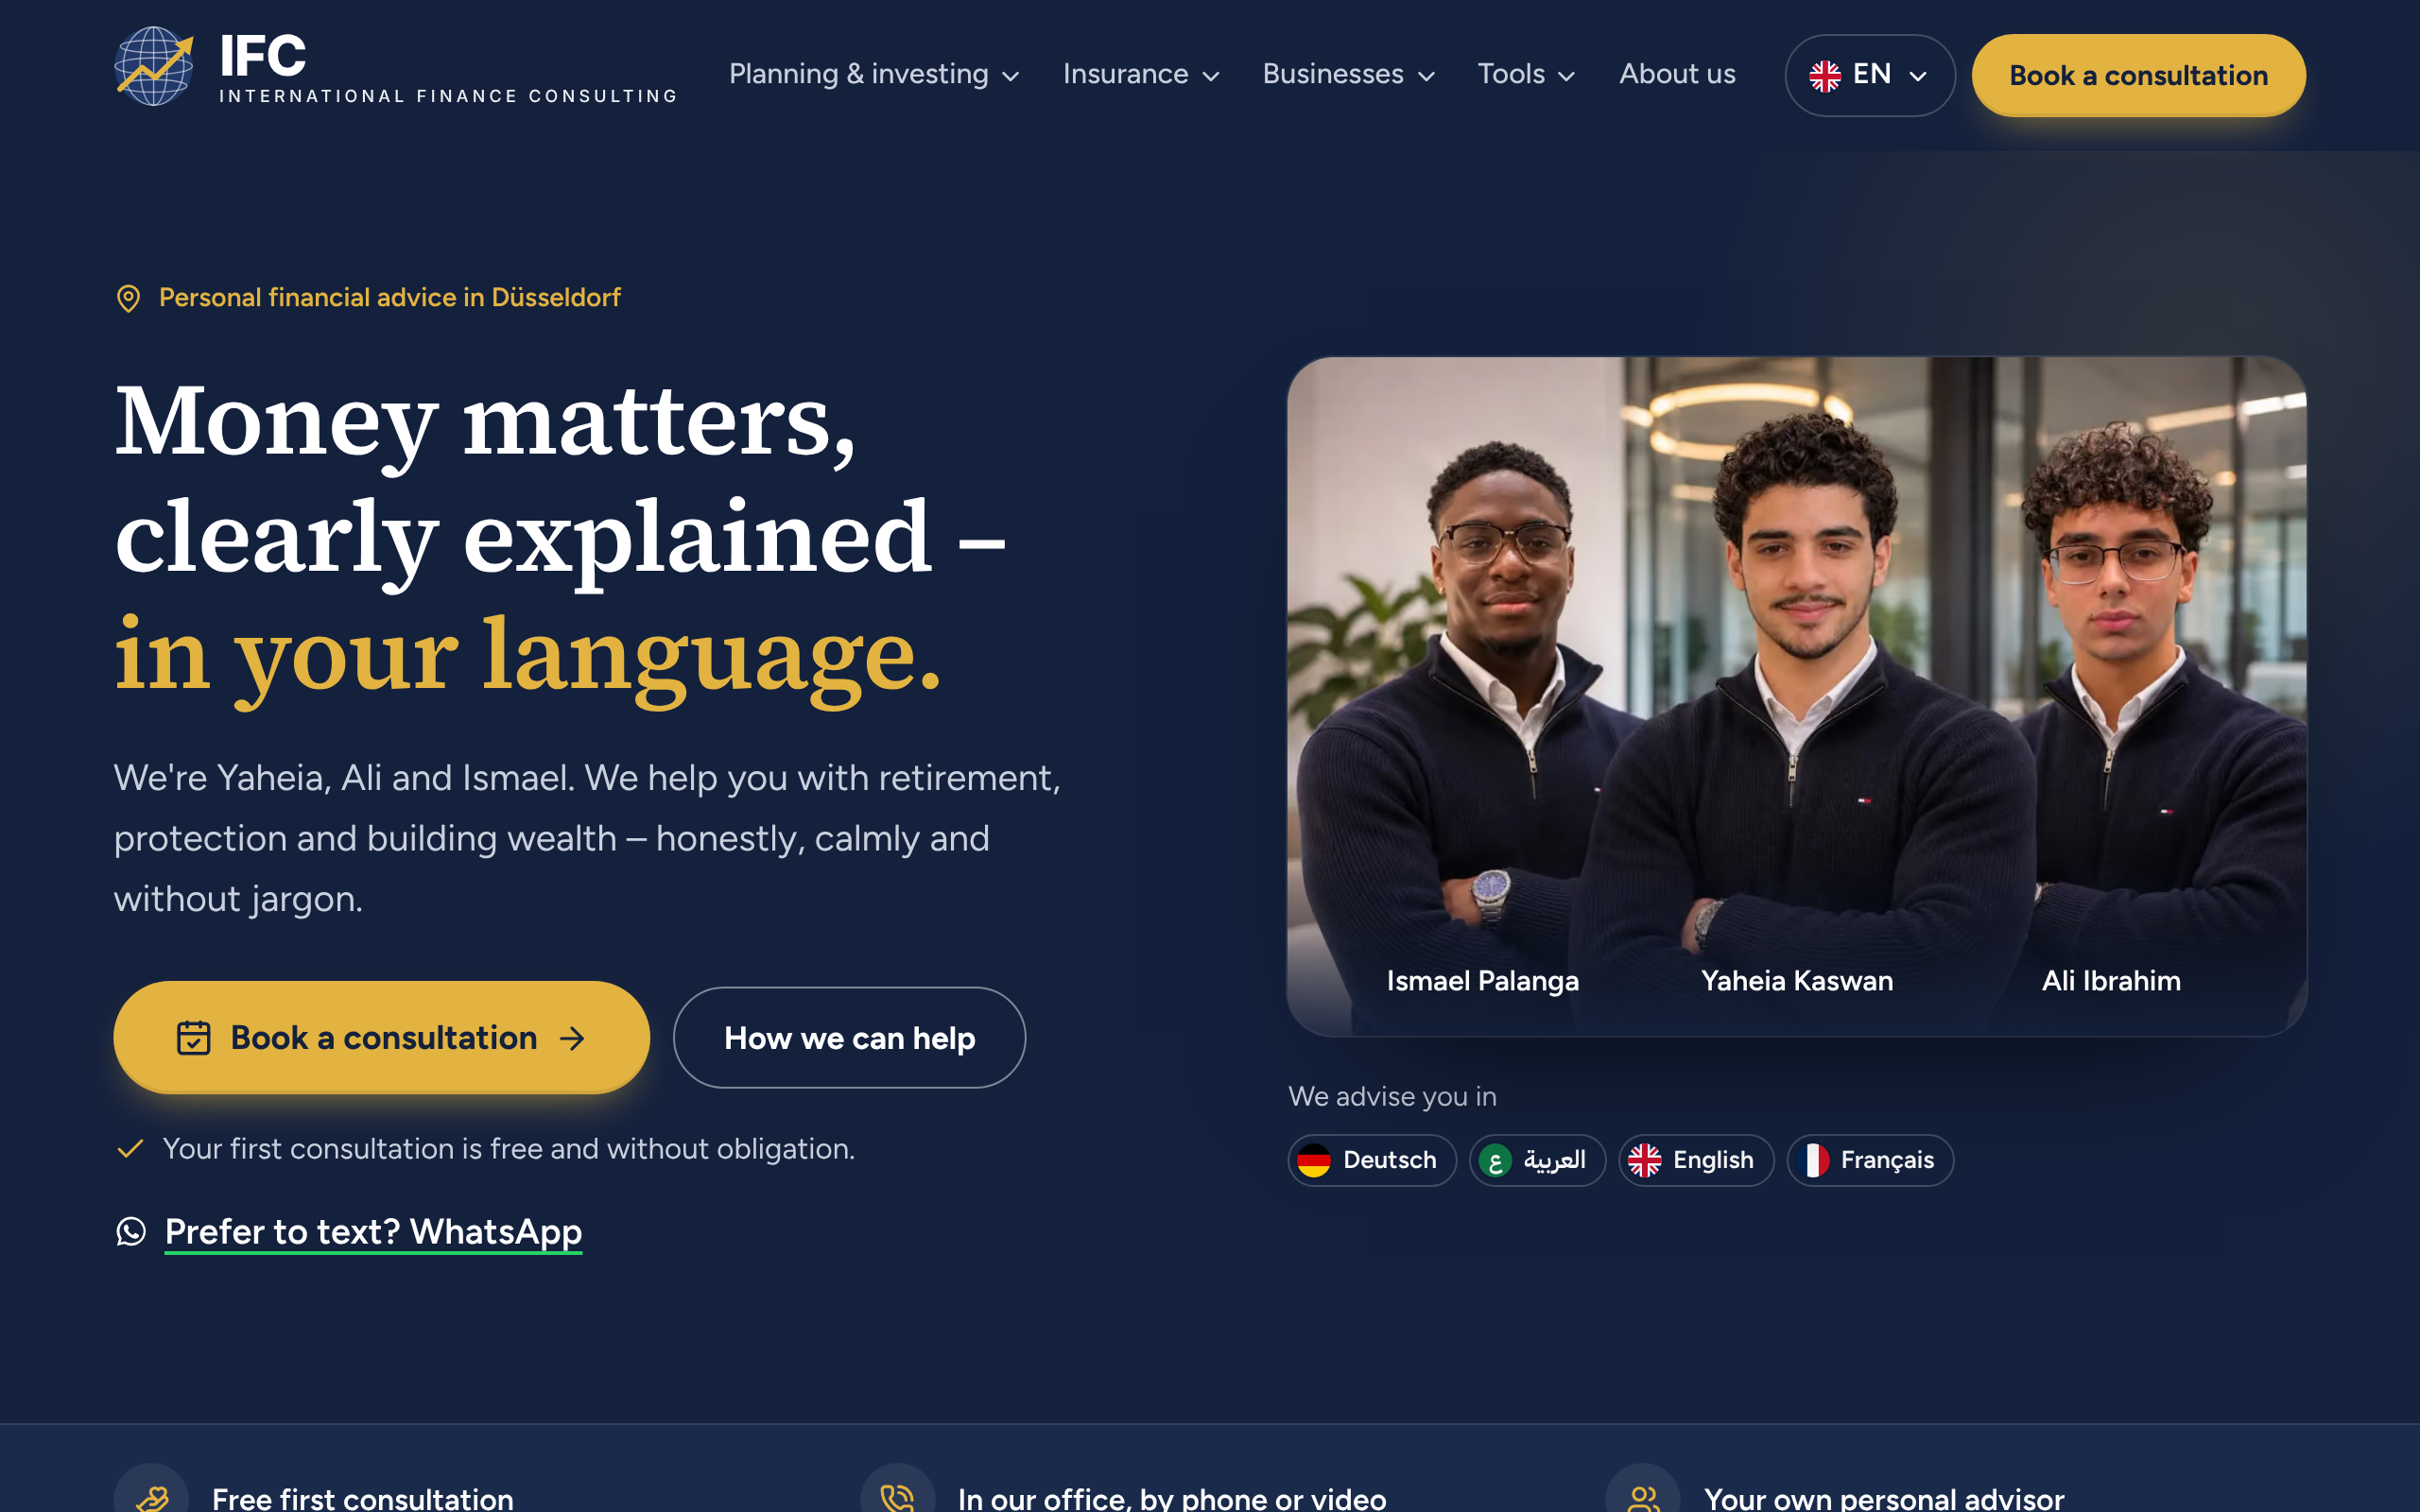 IFC
INTERNATIONAL FINANCE CONSULTING
Planning & investing
Insurance
Businesses
Tools
About us
EN
Book a consultation
Personal financial advice in Düsseldorf
Money matters,
clearly explained –
in your language.
We're Yaheia, Ali and Ismael. We help you with retirement,
protection and building wealth – honestly, calmly and
without jargon.
Book a consultation
How we can help
Your first consultation is free and without obligation.
Prefer to text? WhatsApp
Ismael Palanga
Yaheia Kaswan
Ali Ibrahim
We advise you in
Deutsch
ع العربية
English
Français
Free first consultation
In our office, by phone or video
Your own personal advisor